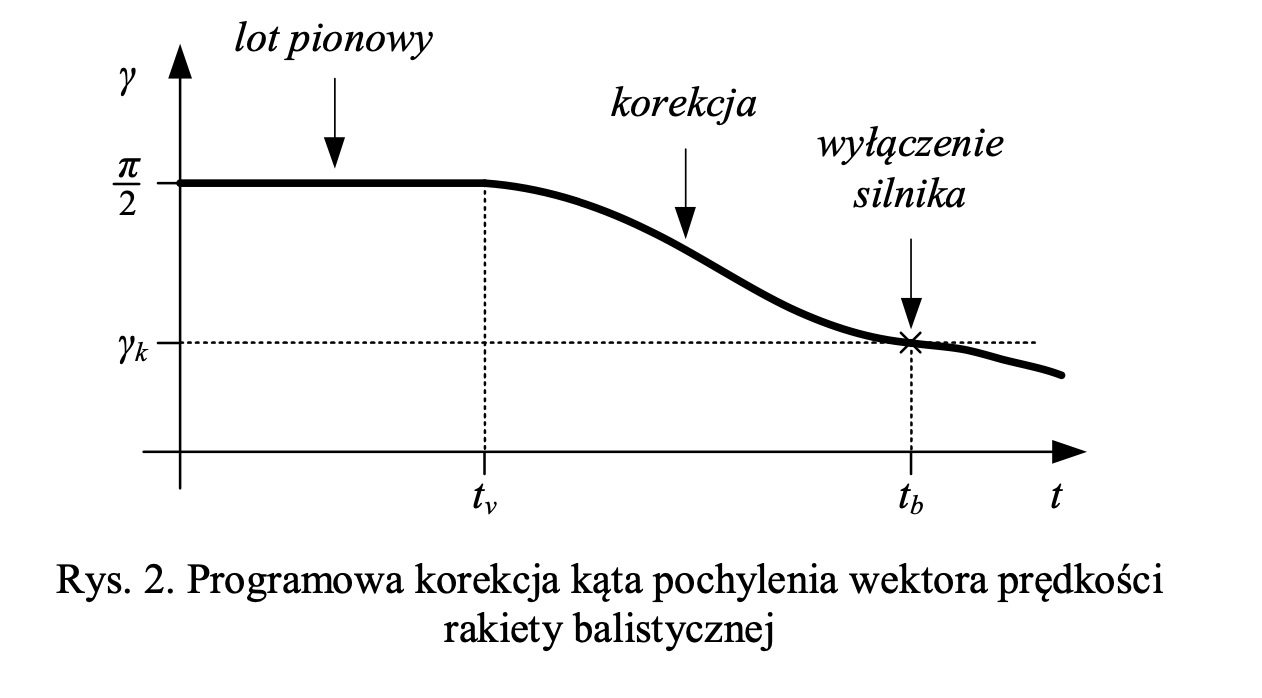 lot pionowy
γ
korekcja
wyłączenie
silnika
π
2
γk
tv
tb
t
Rys. 2. Programowa korekcja kąta pochylenia wektora prędkości
rakiety balistycznej